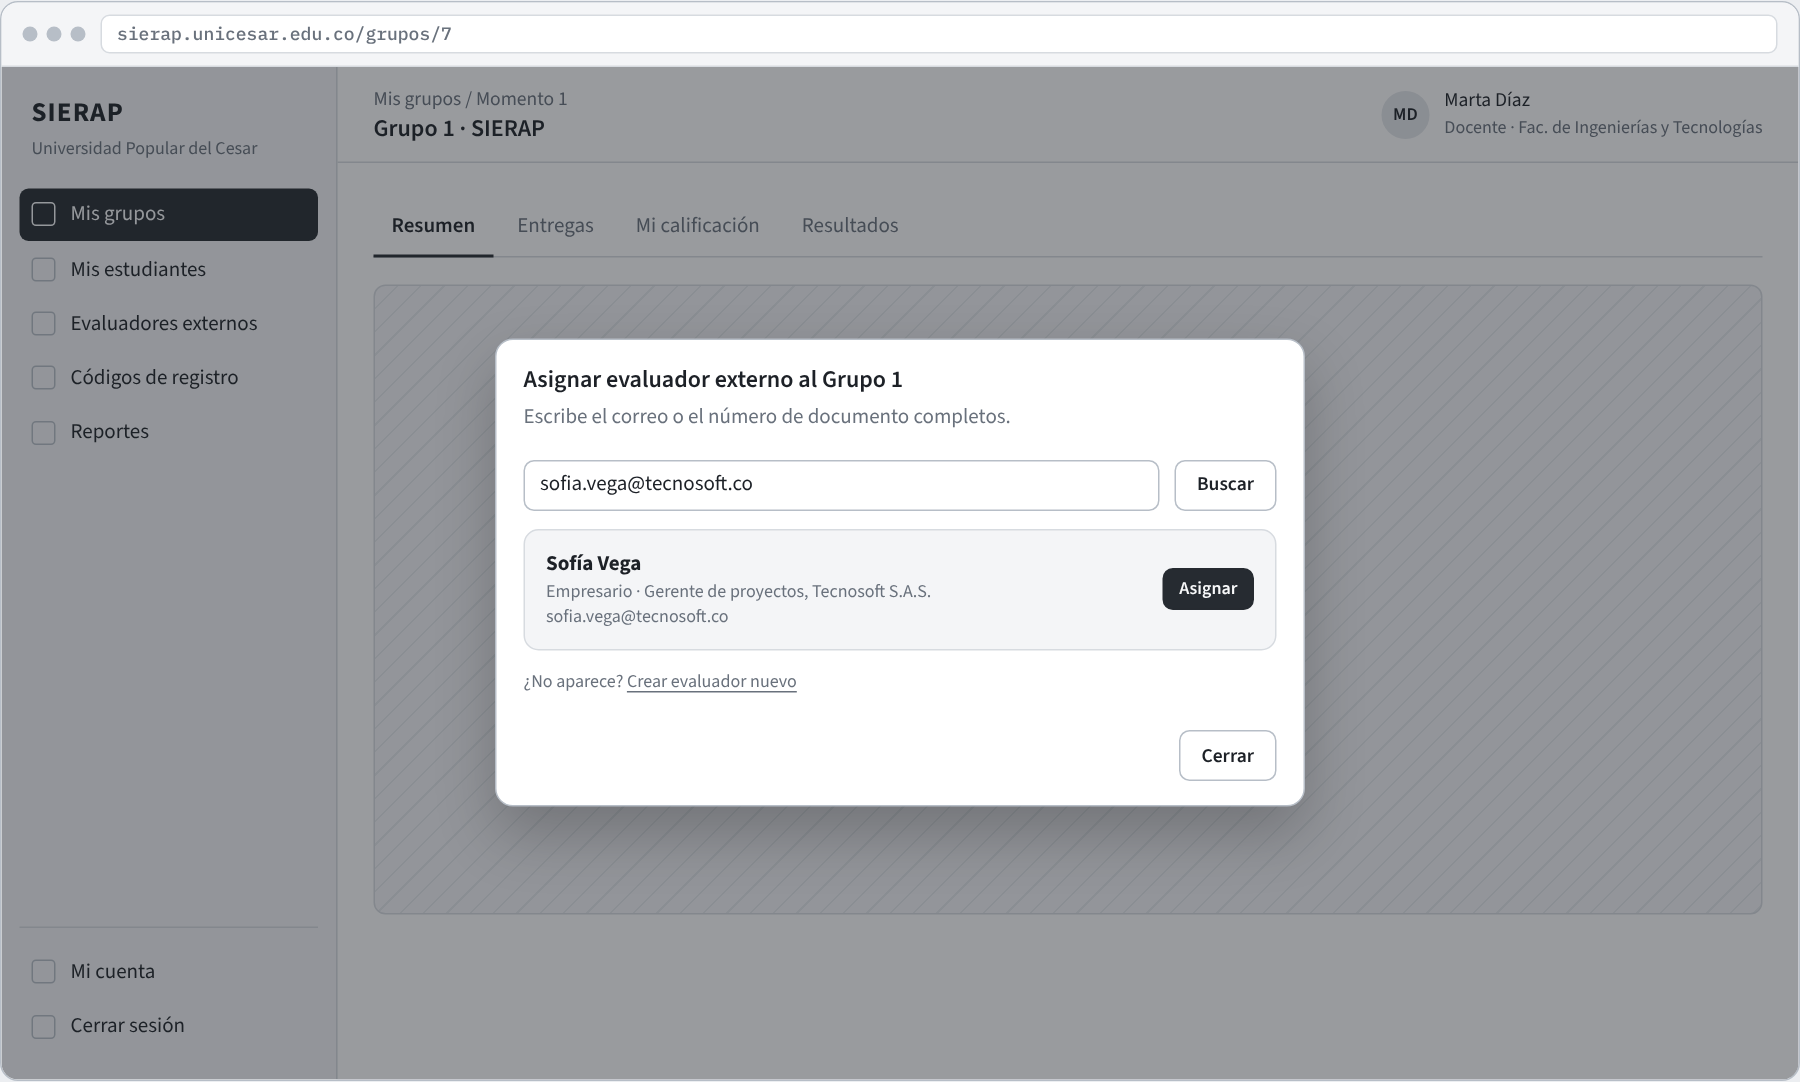 sierap.unicesar.edu.co/grupos/7
SIERAP
Universidad Popular del Cesar
Mis grupos
Mis estudiantes
Evaluadores externos
Códigos de registro
Reportes
Mi cuenta
Cerrar sesión
Mis grupos / Momento 1
Grupo 1 · SIERAP
MD
Marta Díaz
Docente · Fac. de Ingenierías y Tecnologías
Resumen
Entregas
Mi calificación
Resultados
Asignar evaluador externo al Grupo 1
Escribe el correo o el número de documento completos.
sofia.vega@tecnosoft.co
Buscar
Sofía Vega
Empresario · Gerente de proyectos, Tecnosoft S.A.S.
sofia.vega@tecnosoft.co
Asignar
¿No aparece? Crear evaluador nuevo
Cerrar